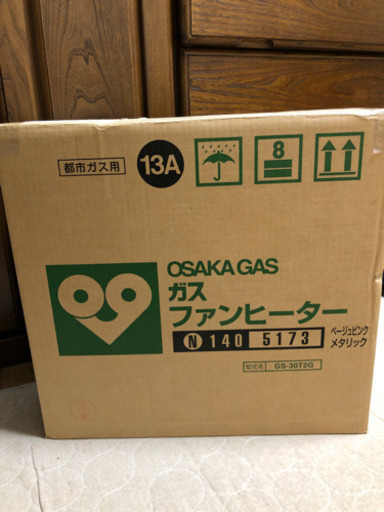 都市ガス用
13A
8
OSAKA GAS
ガス
ファンヒーター
N 140 5173
ベージュピンク
メタリック
型式名 GS-30T2G